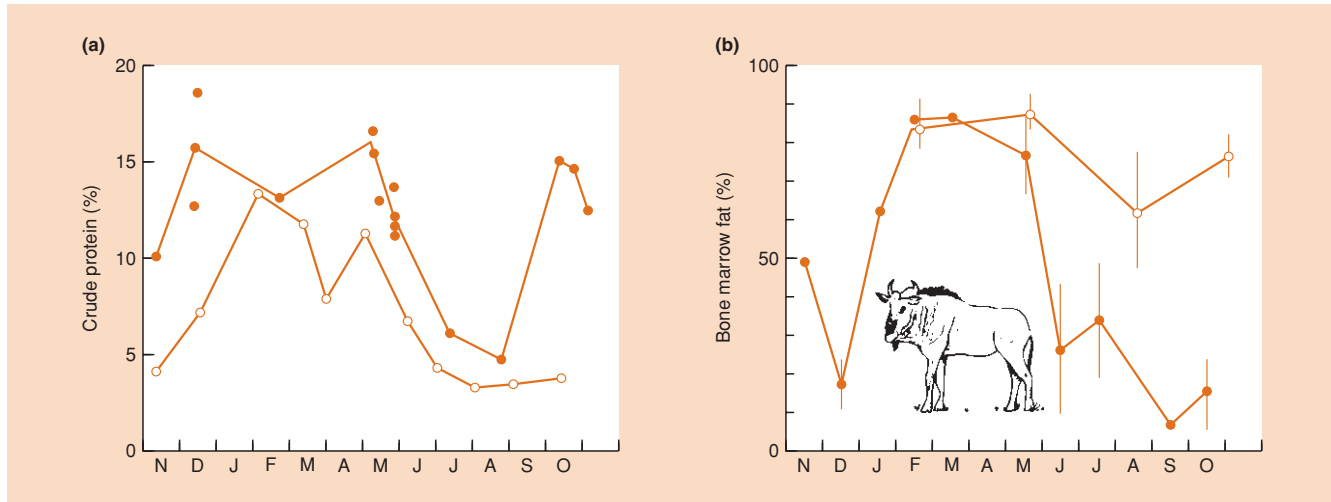 (a)
20
15
10
5
0
Crude protein (%)
N D J F M A M J J A S O
(b)
100
50
0
Bone marrow fat (%)
N D J F M A M J J A S O